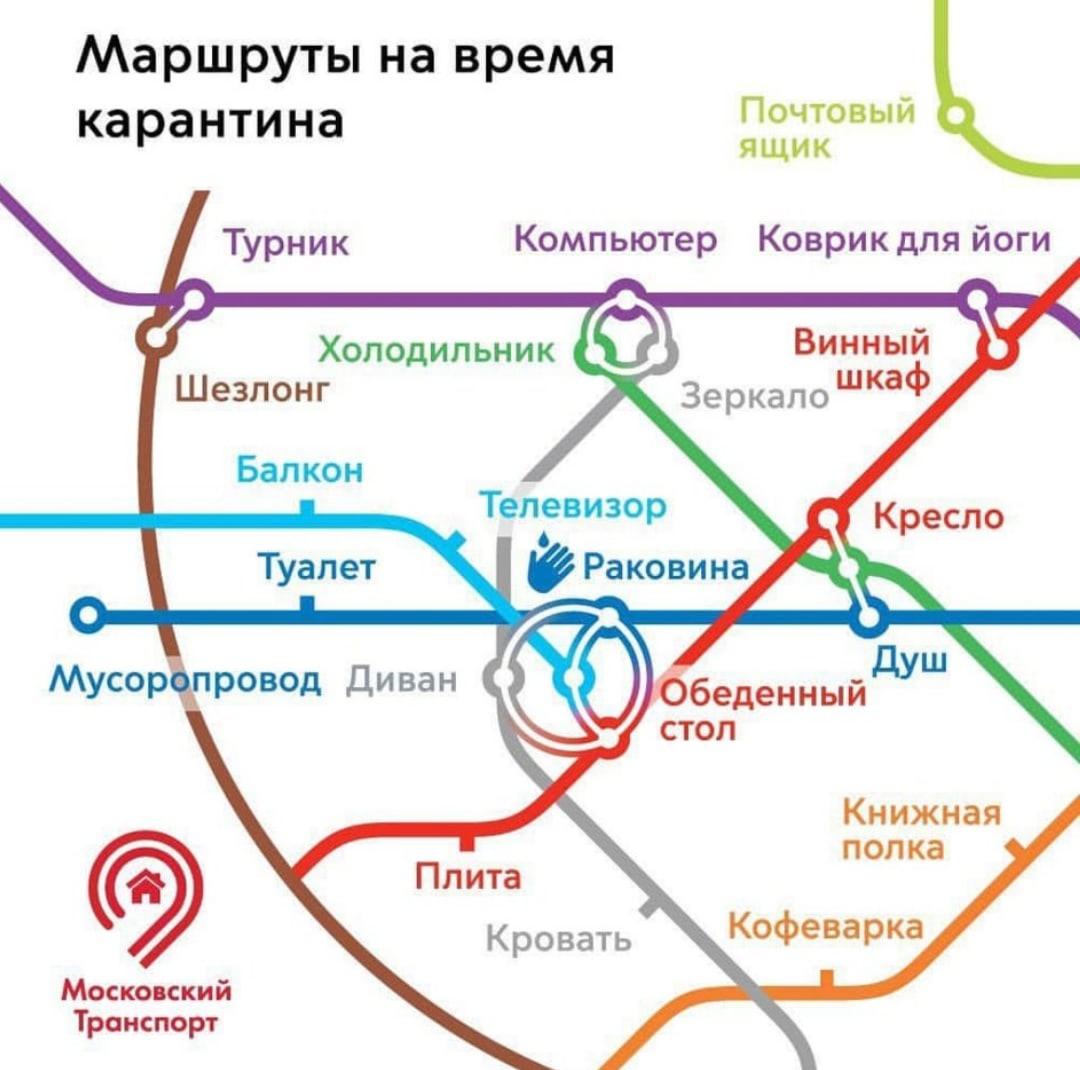 Маршруты на время
карантина
Почтовый
ящик
Турник
Компьютер
Коврик для йоги
Холодильник
Винный
шкаф
Шезлонг
Зеркало
Балкон
Телевизор
Кресло
Туалет
Раковина
Мусоропровод
Диван
Душ
Обеденный
стол
Книжная
полка
Плита
Кровать
Кофеварка
Московский
Транспорт